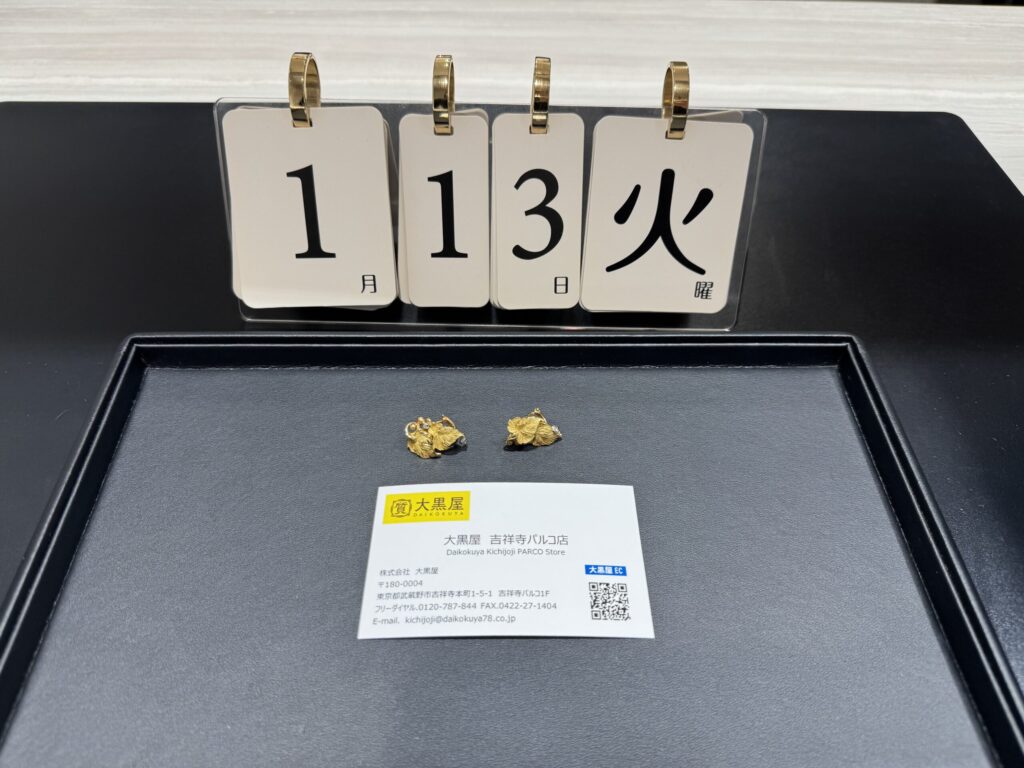 1月
13日
火曜
質 大黒屋
DAIKOKUYA
大黒屋 吉祥寺パルコ店
Daikokuya Kichijoji PARCO Store
株式会社 大黒屋
〒180-0004
東京都武蔵野市吉祥寺本町1-5-1 吉祥寺パルコ1F
フリーダイヤル.0120-787-844 FAX.0422-27-1404
E-mail. kichijoji@daikokuya78.co.jp
大黒屋 EC